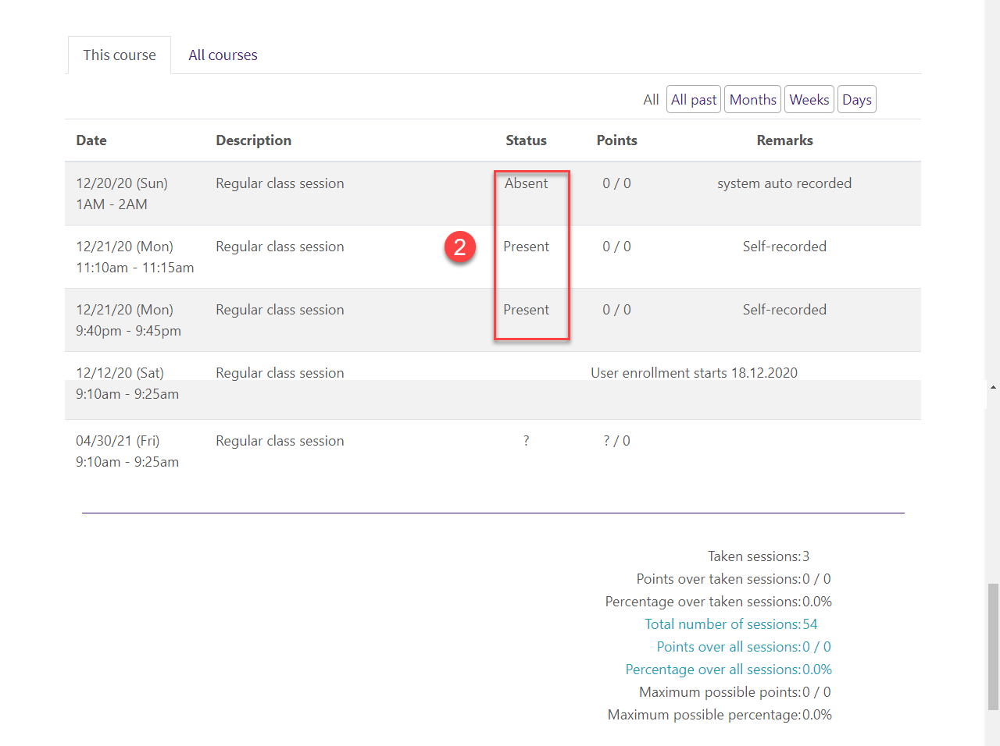 This course All courses
All All past Months Weeks Days
Date Description Status Points Remarks
12/20/20 (Sun) Regular class session Absent 0 / 0 system auto recorded
1AM - 2AM
12/21/20 (Mon) Regular class session 2 Present 0 / 0 Self-recorded
11:10am - 11:15am
12/21/20 (Mon) Regular class session Present 0 / 0 Self-recorded
9:40pm - 9:45pm
12/12/20 (Sat) Regular class session User enrollment starts 18.12.2020
9:10am - 9:25am
04/30/21 (Fri) Regular class session ? ? / 0
9:10am - 9:25am
Taken sessions:3
Points over taken sessions:0 / 0
Percentage over taken sessions:0.0%
Total number of sessions:54
Points over all sessions:0 / 0
Percentage over all sessions:0.0%
Maximum possible points:0 / 0
Maximum possible percentage:0.0%